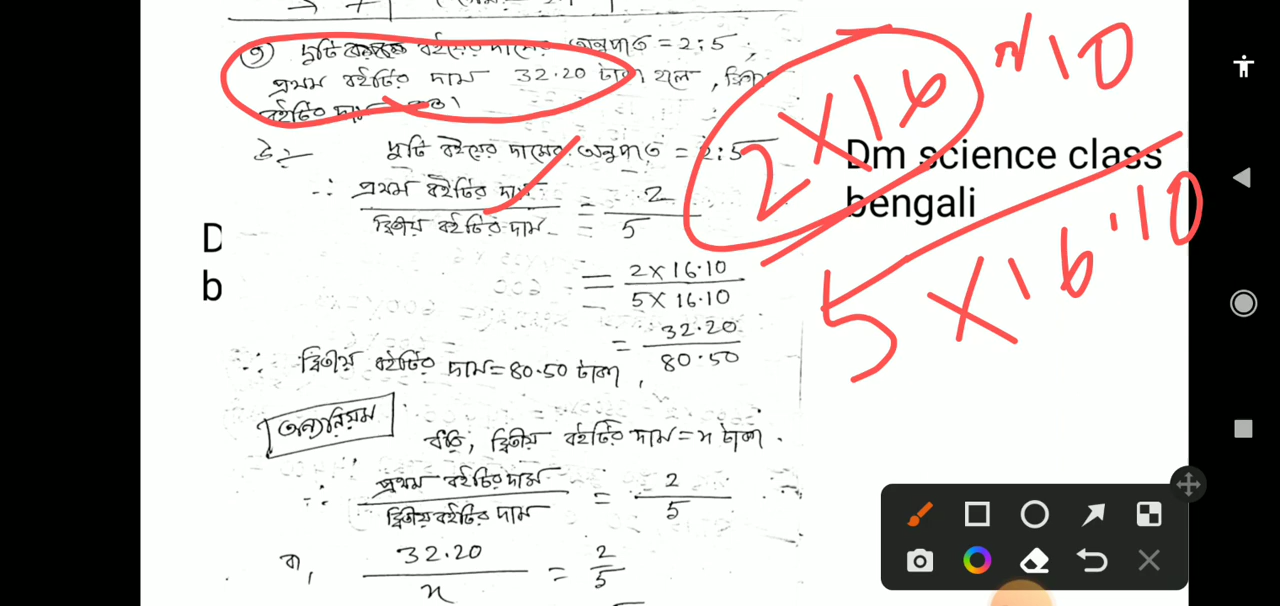 ৩) দুটি বইয়ের দামের অনুপাত = 2:5,
প্রথম বইটির দাম 32.20 টাকা হলে,
বইটির দাম
উঃ- দুটি বইয়ের দামের অনুপাত = 2:5
∴ প্রথম বইটির দাম / দ্বিতীয় বইটির দাম = 2 / 5
= 2 × 16.10 / 5 × 16.10
= 32.20 / 80.50
∴ দ্বিতীয় বইটির দাম = 80.50 টাকা,
অন্যনিয়ম
ধরি, দ্বিতীয় বইটির দাম = x টাকা.
∴ প্রথম বইটির দাম / দ্বিতীয় বইটির দাম = 2 / 5
বা, 32.20 / x = 2 / 5
2 × 16.10
5 × 16.10
Dm science class
bengali
D
b